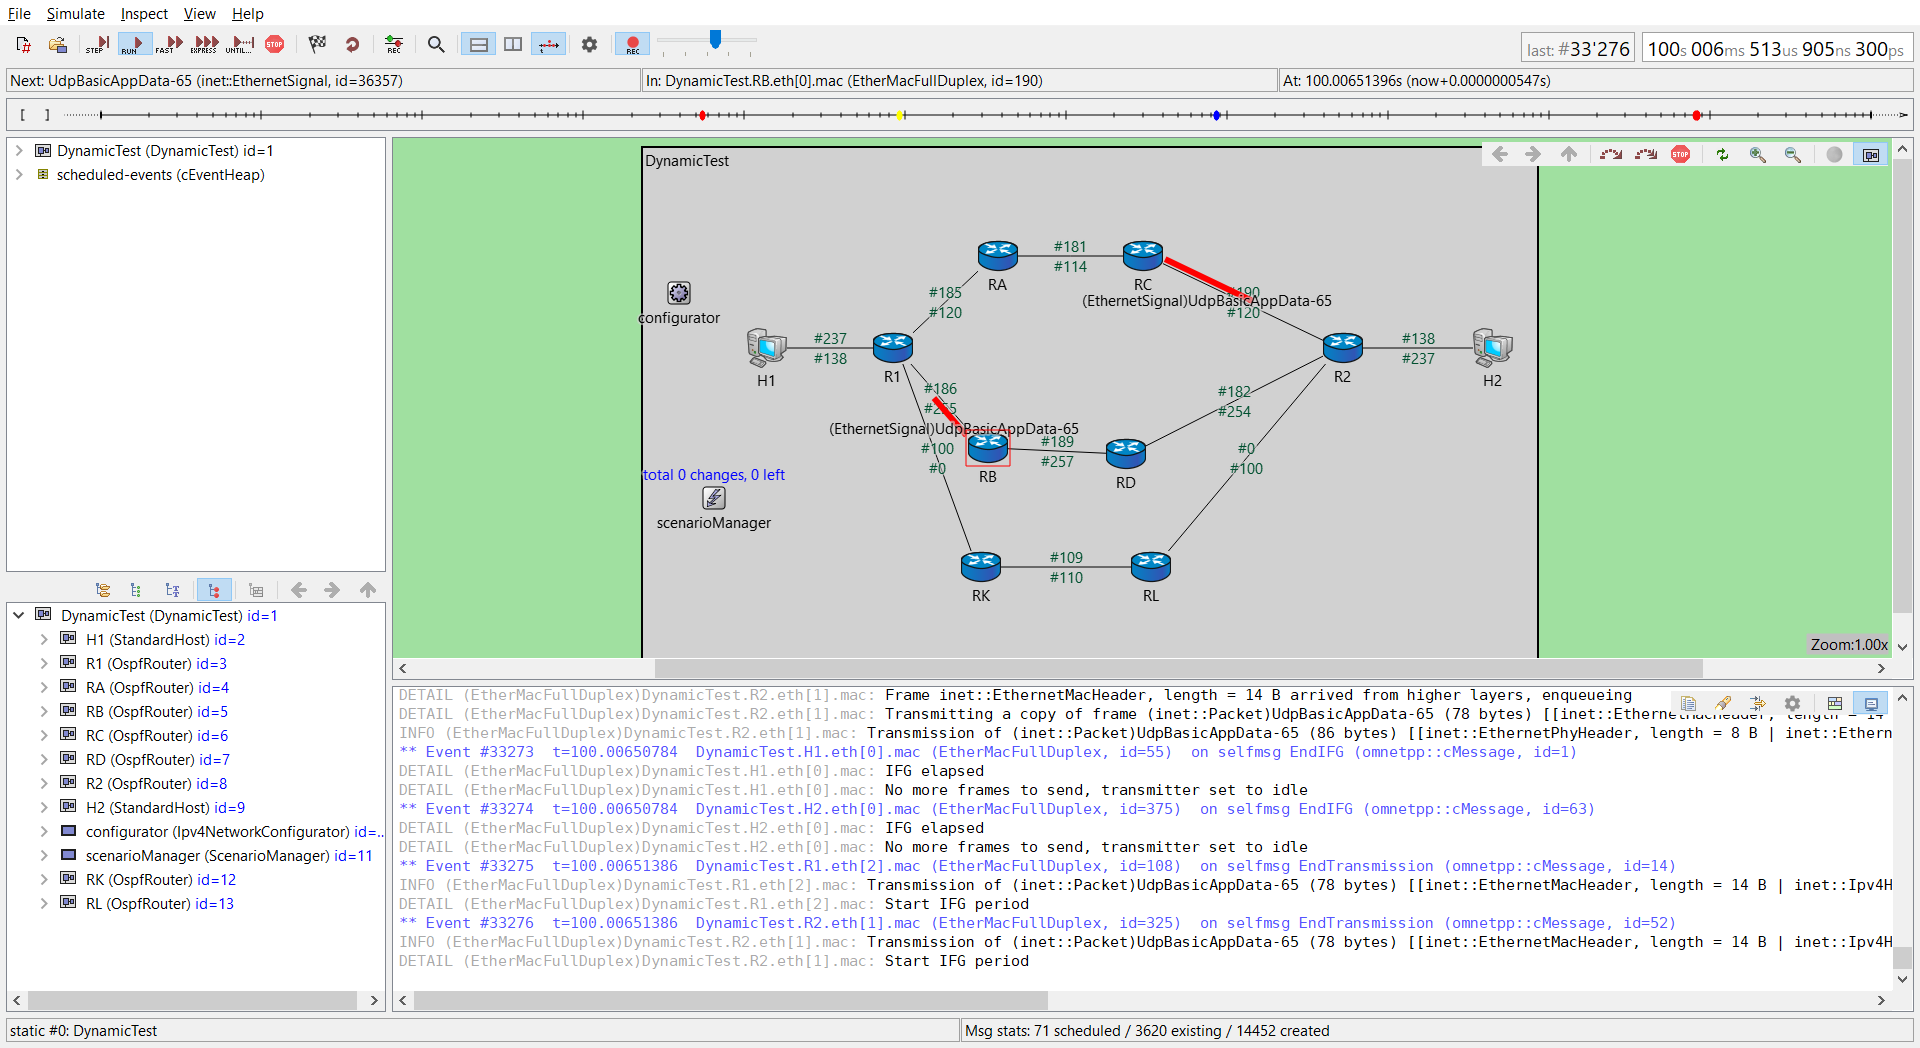 File Simulate Inspect View Help
STEP RUN FAST EXPRESS UNTIL... STOP REC REC
last: #33'276
100s 006ms 513us 905ns 300ps
Next: UdpBasicAppData-65 (inet::EthernetSignal, id=36357)
In: DynamicTest.RB.eth[0].mac (EtherMacFullDuplex, id=190)
At: 100.00651396s (now+0.0000000547s)
[ ]
DynamicTest (DynamicTest) id=1
scheduled-events (cEventHeap)
DynamicTest (DynamicTest) id=1
H1 (StandardHost) id=2
R1 (OspfRouter) id=3
RA (OspfRouter) id=4
RB (OspfRouter) id=5
RC (OspfRouter) id=6
RD (OspfRouter) id=7
R2 (OspfRouter) id=8
H2 (StandardHost) id=9
configurator (Ipv4NetworkConfigurator) id=..
scenarioManager (ScenarioManager) id=11
RK (OspfRouter) id=12
RL (OspfRouter) id=13
DynamicTest
STOP
#181
#114
RA
RC
#185
#120
#190
(EthernetSignal)UdpBasicAppData-65
#120
configurator
#237
#138
H1
R1
#138
#237
R2
H2
#186
#255
(EthernetSignal)UdpBasicAppData-65
#182
#254
#100
#0
#189
#257
#0
#100
RB
RD
total 0 changes, 0 left
scenarioManager
#109
#110
RK
RL
Zoom:1.00x
DETAIL (EtherMacFullDuplex)DynamicTest.R2.eth[1].mac: Frame inet::EthernetMacHeader, length = 14 B arrived from higher layers, enqueueing
DETAIL (EtherMacFullDuplex)DynamicTest.R2.eth[1].mac: Transmitting a copy of frame (inet::Packet)UdpBasicAppData-65 (78 bytes) [[inet::EthernetMacHeader, length = 14
INFO (EtherMacFullDuplex)DynamicTest.R2.eth[1].mac: Transmission of (inet::Packet)UdpBasicAppData-65 (86 bytes) [[inet::EthernetPhyHeader, length = 8 B | inet::Ethern
** Event #33273 t=100.00650784 DynamicTest.H1.eth[0].mac (EtherMacFullDuplex, id=55) on selfmsg EndIFG (omnetpp::cMessage, id=1)
DETAIL (EtherMacFullDuplex)DynamicTest.H1.eth[0].mac: IFG elapsed
DETAIL (EtherMacFullDuplex)DynamicTest.H1.eth[0].mac: No more frames to send, transmitter set to idle
** Event #33274 t=100.00650784 DynamicTest.H2.eth[0].mac (EtherMacFullDuplex, id=375) on selfmsg EndIFG (omnetpp::cMessage, id=63)
DETAIL (EtherMacFullDuplex)DynamicTest.H2.eth[0].mac: IFG elapsed
DETAIL (EtherMacFullDuplex)DynamicTest.H2.eth[0].mac: No more frames to send, transmitter set to idle
** Event #33275 t=100.00651386 DynamicTest.R1.eth[2].mac (EtherMacFullDuplex, id=108) on selfmsg EndTransmission (omnetpp::cMessage, id=14)
INFO (EtherMacFullDuplex)DynamicTest.R1.eth[2].mac: Transmission of (inet::Packet)UdpBasicAppData-65 (78 bytes) [[inet::EthernetMacHeader, length = 14 B | inet::Ipv4H
DETAIL (EtherMacFullDuplex)DynamicTest.R1.eth[2].mac: Start IFG period
** Event #33276 t=100.00651386 DynamicTest.R2.eth[1].mac (EtherMacFullDuplex, id=325) on selfmsg EndTransmission (omnetpp::cMessage, id=52)
INFO (EtherMacFullDuplex)DynamicTest.R2.eth[1].mac: Transmission of (inet::Packet)UdpBasicAppData-65 (78 bytes) [[inet::EthernetMacHeader, length = 14 B | inet::Ipv4H
DETAIL (EtherMacFullDuplex)DynamicTest.R2.eth[1].mac: Start IFG period
static #0: DynamicTest
Msg stats: 71 scheduled / 3620 existing / 14452 created